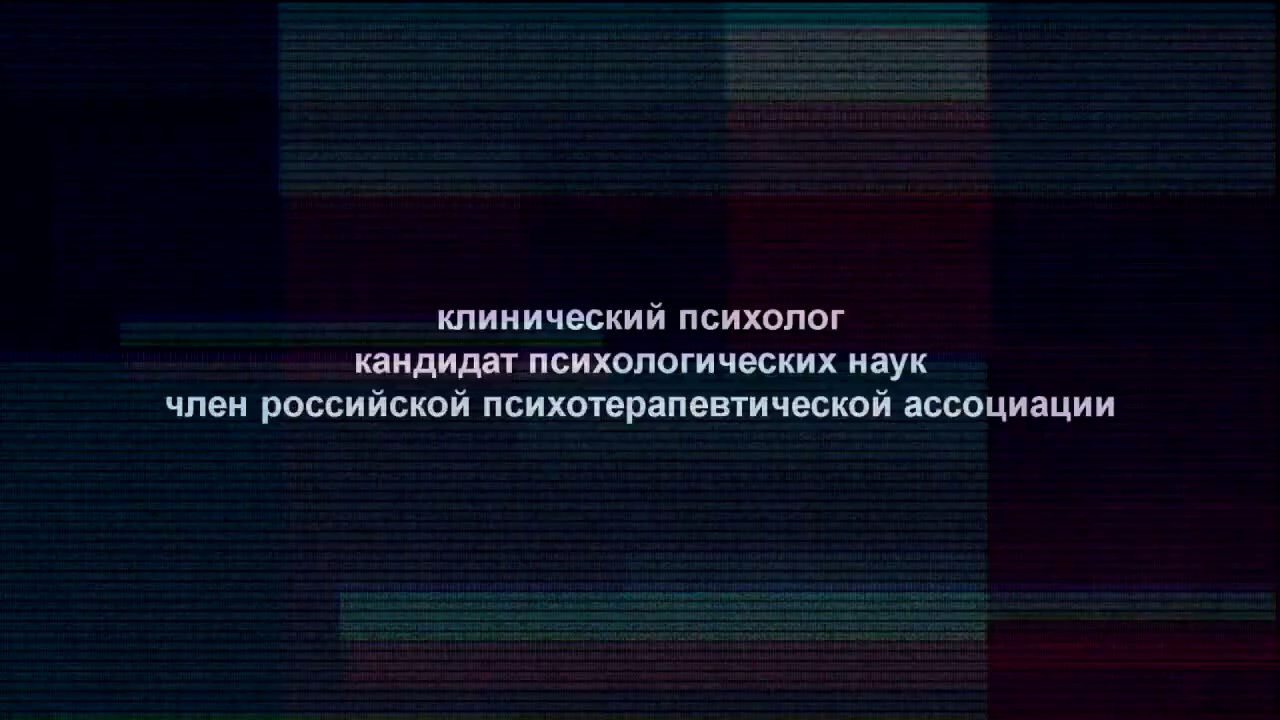 клинический психолог
кандидат психологических наук
член российской психотерапевтической ассоциации